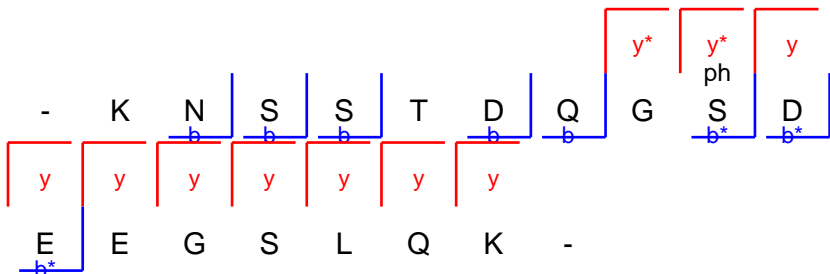 y* y* y
ph
- K N S S T D Q G S D
b b b b b b* b*
y y y y y y y
E E G S L Q K -
b*